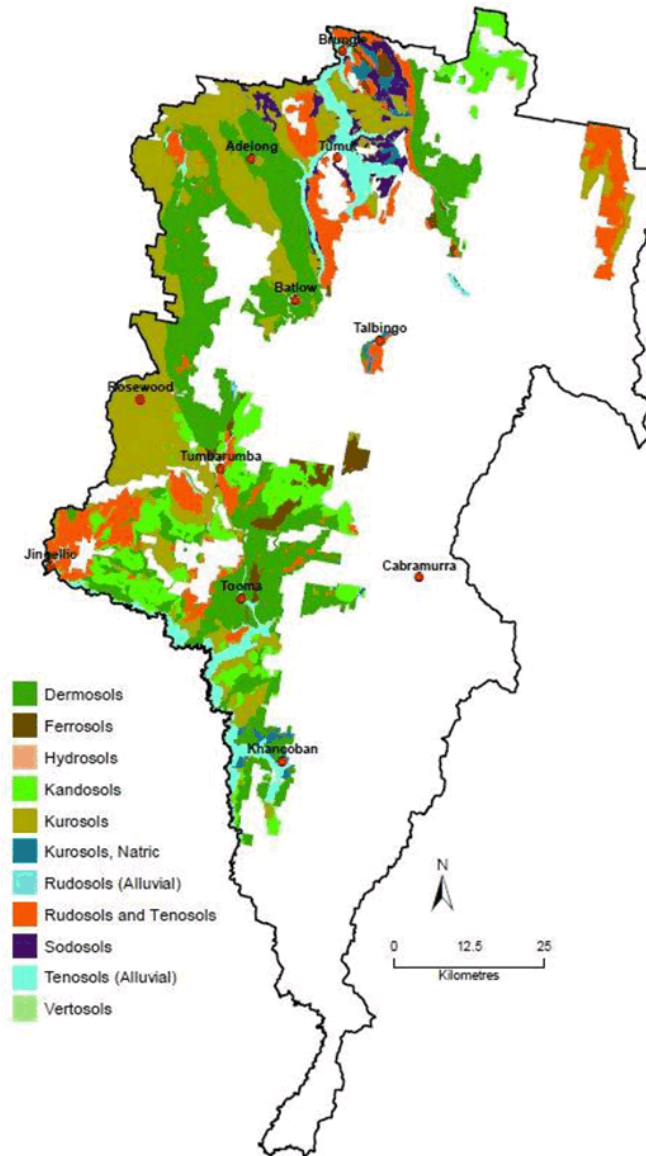 Brungle
Adelong
Tumut
Batlow
Talbingo
Rosewood
Tumbarumba
Jingellic
Cabramurra
Tooma
Khancoban
Dermosols
Ferrosols
Hydrosols
Kandosols
Kurosols
Kurosols, Natric
Rudosols (Alluvial)
Rudosols and Tenosols
Sodosols
Tenosols (Alluvial)
Vertosols
N
0 12.5 25
Kilometres